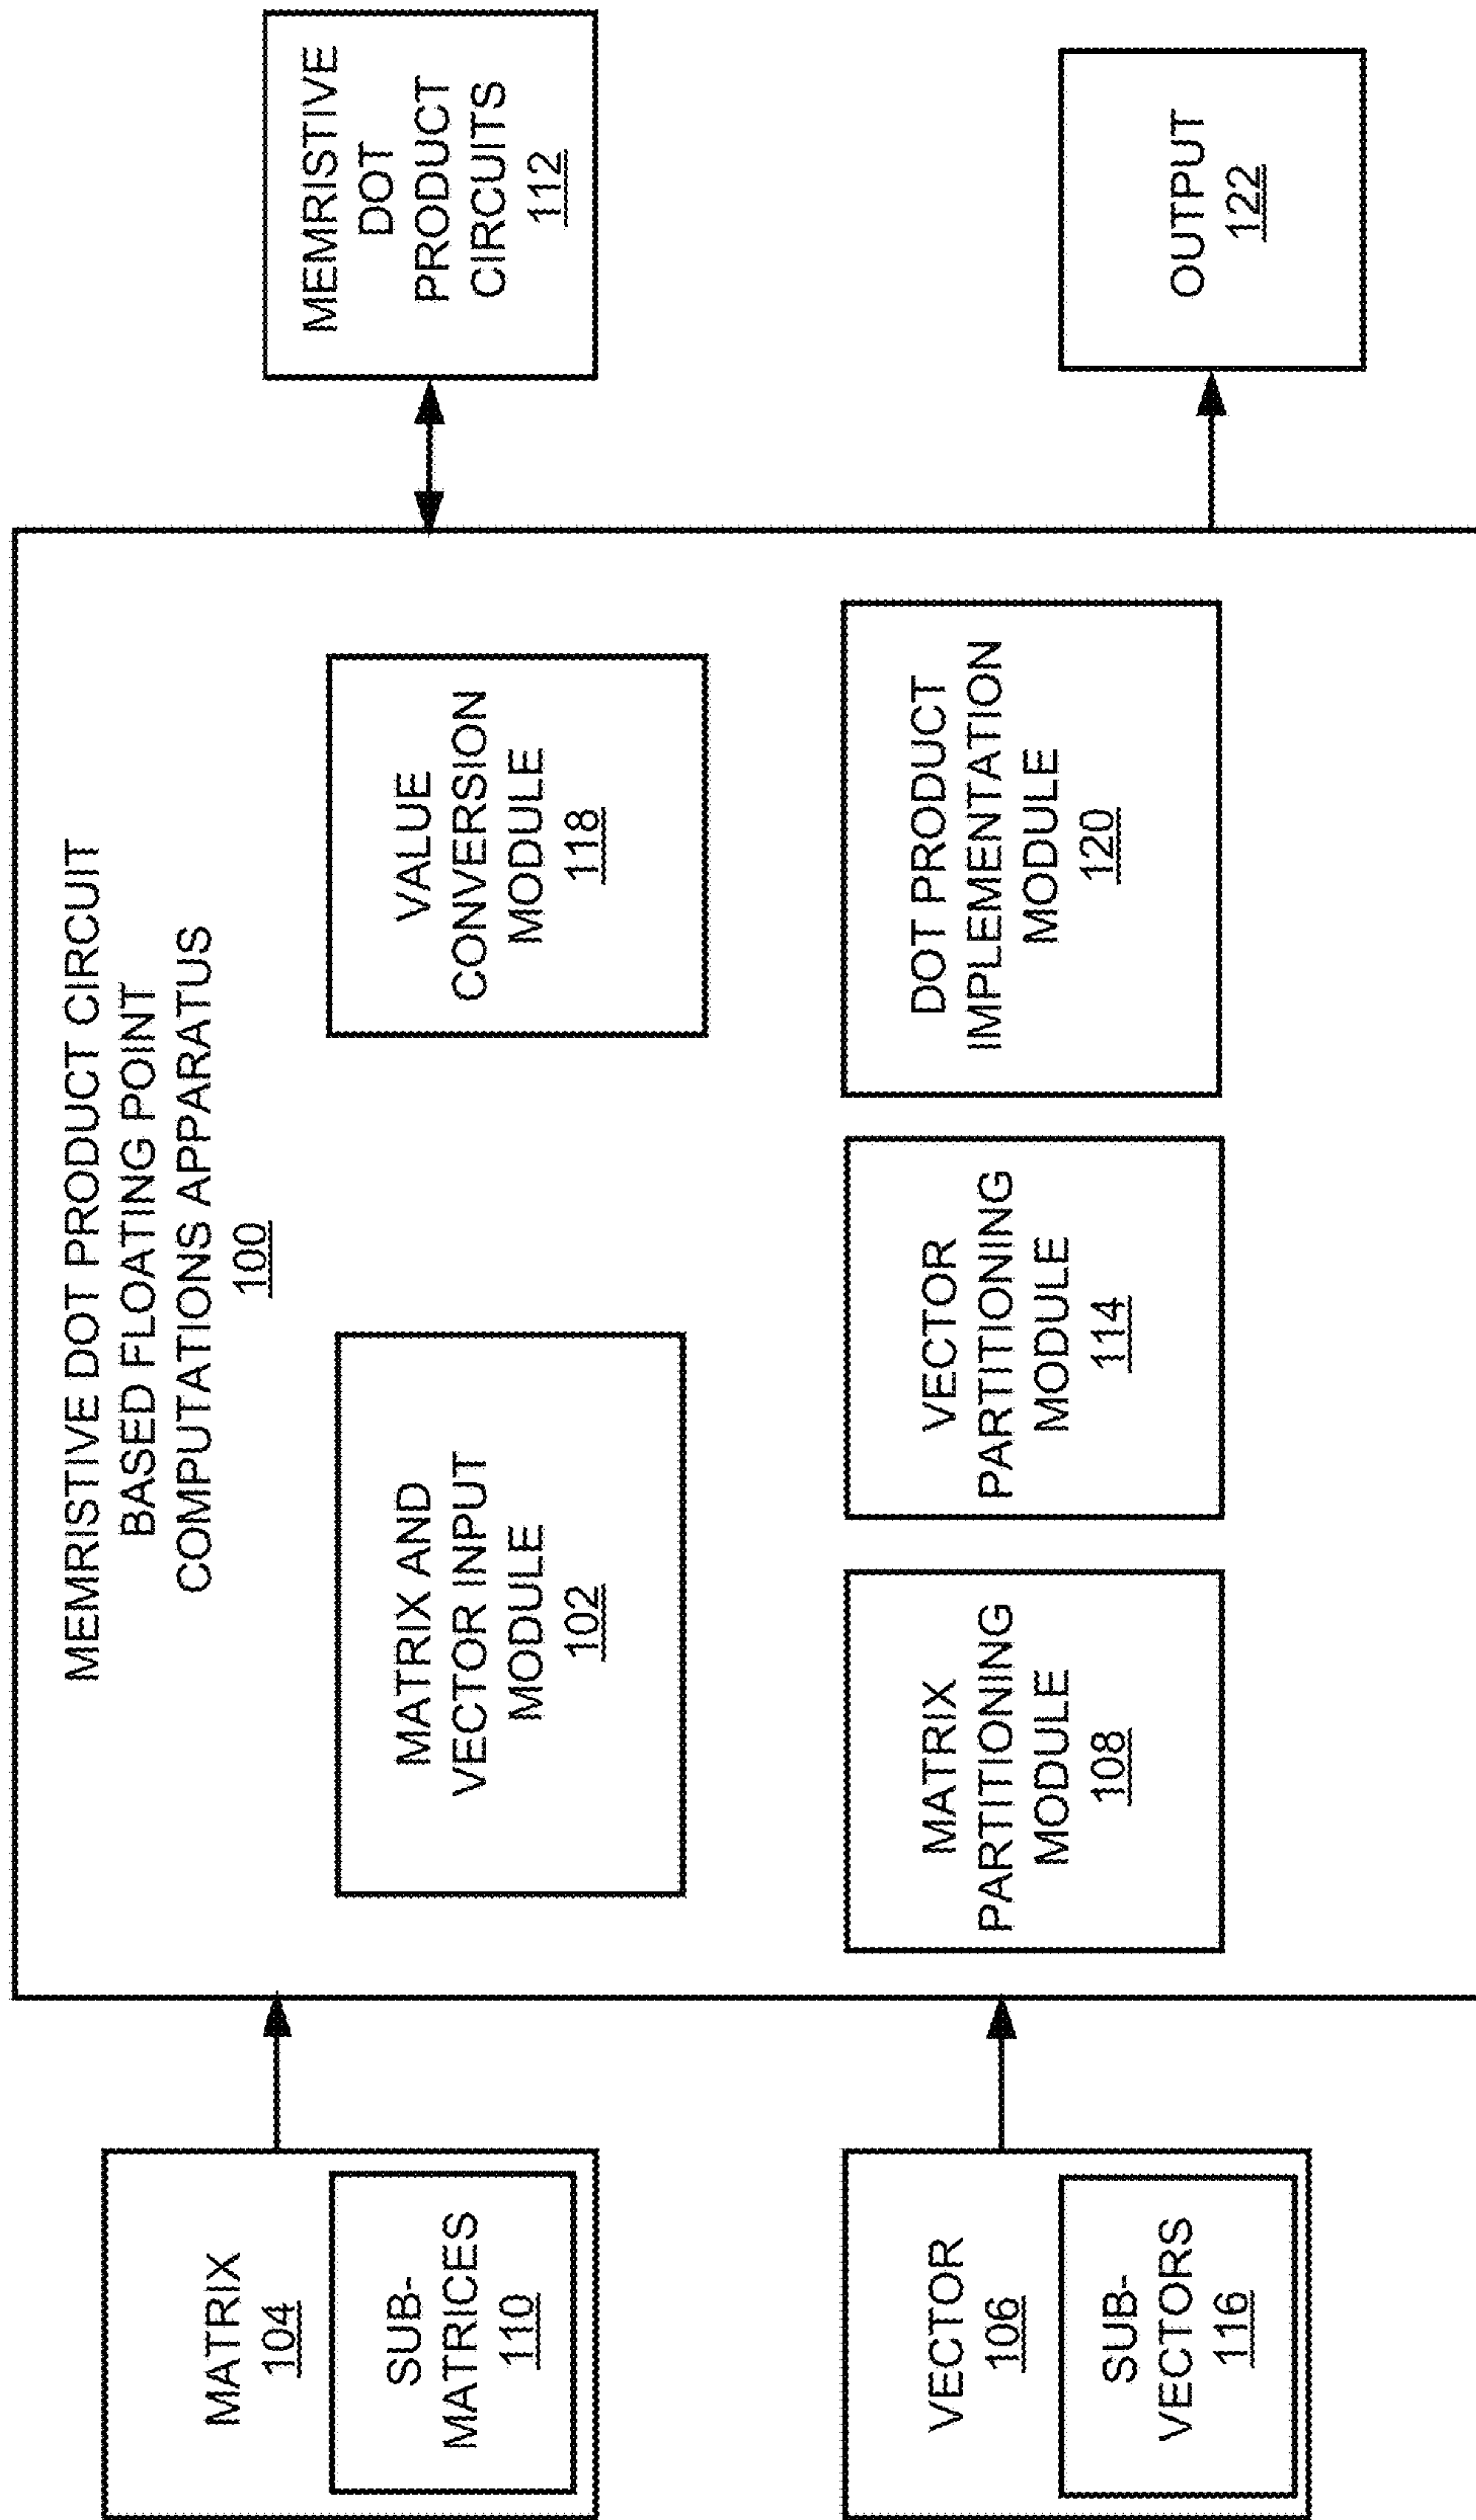 MEMRISTIVE DOT PRODUCT CIRCUIT
BASED FLOATING POINT
COMPUTATIONS APPARATUS
100
MATRIX
104
SUB-
MATRICES
110
VECTOR
106
SUB-
VECTORS
116
MATRIX AND
VECTOR INPUT
MODULE
102
VALUE
CONVERSION
MODULE
118
MATRIX
PARTITIONING
MODULE
108
VECTOR
PARTITIONING
MODULE
114
DOT PRODUCT
IMPLEMENTATION
MODULE
120
MEMRISTIVE
DOT
PRODUCT
CIRCUITS
112
OUTPUT
122